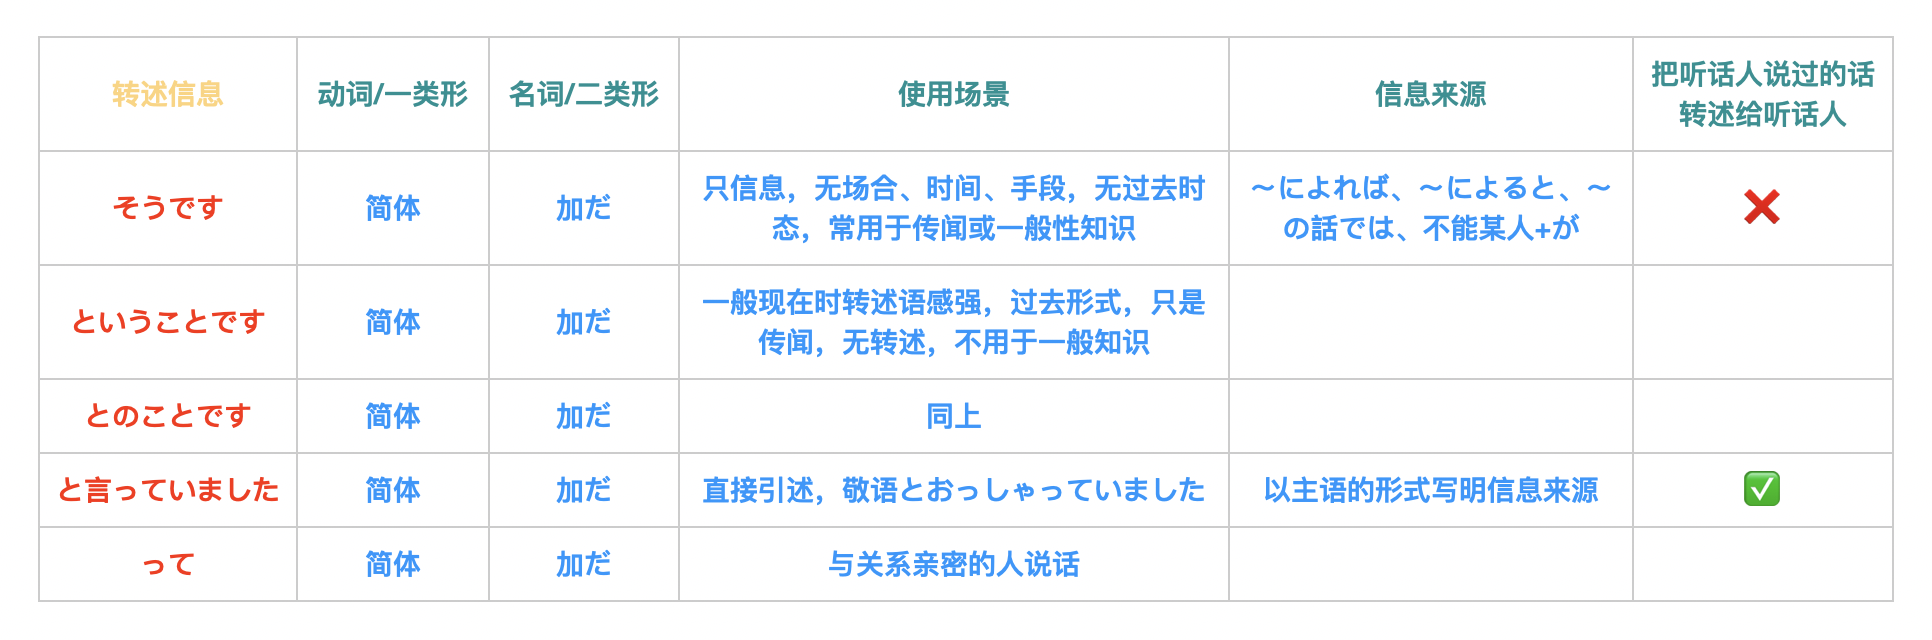 转述信息
动词/一类形
名词/二类形
使用场景
信息来源
把听话人说过的话
转述给听话人
そうです
简体
加だ
只信息，无场合、时间、手段，无过去时
态，常用于传闻或一般性知识
～によれば、～によると、～
の話では、不能某人+が
❌
ということです
简体
加だ
一般现在时转述语感强，过去形式，只是
传闻，无转述，不用于一般知识
とのことです
简体
加だ
同上
と言っていました
简体
加だ
直接引述，敬语とおっしゃっていました
以主语的形式写明信息来源
✅
って
简体
加だ
与关系亲密的人说话